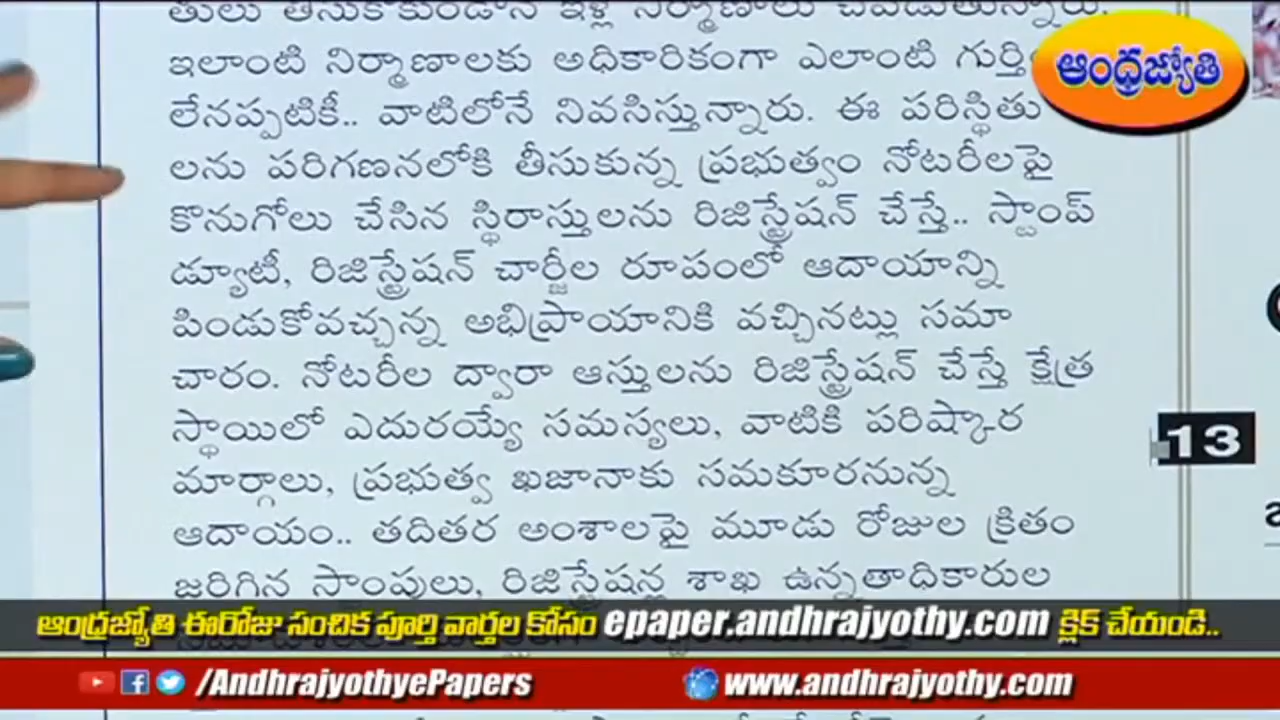 ఇలాంటి నిర్మాణాలకు అధికారికంగా ఎలాంటి
ఆంధ్రజ్యోతి
లేనప్పటికీ.. వాటిలోనే నివసిస్తున్నారు. ఈ పరిస్థితు
లను పరిగణనలోకి తీసుకున్న ప్రభుత్వం నోటరీలపై
కొనుగోలు చేసిన స్థిరాస్తులను రిజిస్ట్రేషన్ చేస్తే.. స్టాంప్
డ్యూటీ, రిజిస్ట్రేషన్ చార్జీల రూపంలో ఆదాయాన్ని
పిండుకోవచ్చన్న అభిప్రాయానికి వచ్చినట్లు సమా
చారం. నోటరీల ద్వారా ఆస్తులను రిజిస్ట్రేషన్ చేస్తే క్షేత్ర
స్థాయిలో ఎదురయ్యే సమస్యలు, వాటికి పరిష్కార
13
మార్గాలు, ప్రభుత్వ ఖజానాకు సమకూరనున్న
ఆదాయం.. తదితర అంశాలపై మూడు రోజుల క్రితం
జరిగిన స్టాంపులు, రిజిస్ట్రేషన్ల శాఖ ఉన్నతాధికారుల
ఆంధ్రజ్యోతి ఈరోజు సంచిక పూర్తి వార్తల కోసం epaper.andhrajyothy.com క్లిక్ చేయండి..
/AndhrajyothyePapers www.andhrajyothy.com